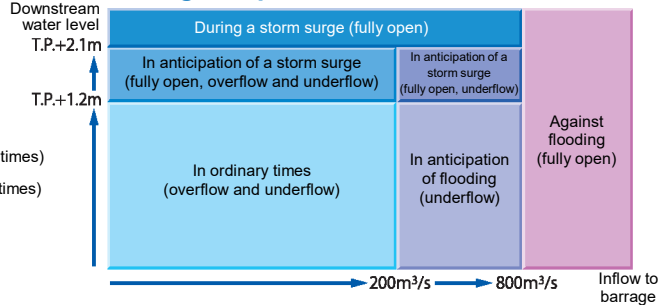 Downstream
water level
T.P.+2.1m
T.P.+1.2m
times)
times)
During a storm surge (fully open)
In anticipation of a storm surge
(fully open, overflow and underflow)
In anticipation of a
storm surge
(fully open, underflow)
In ordinary times
(overflow and underflow)
In anticipation
of flooding
(underflow)
Against
flooding
(fully open)
200m³/s
800m³/s
Inflow to
barrage